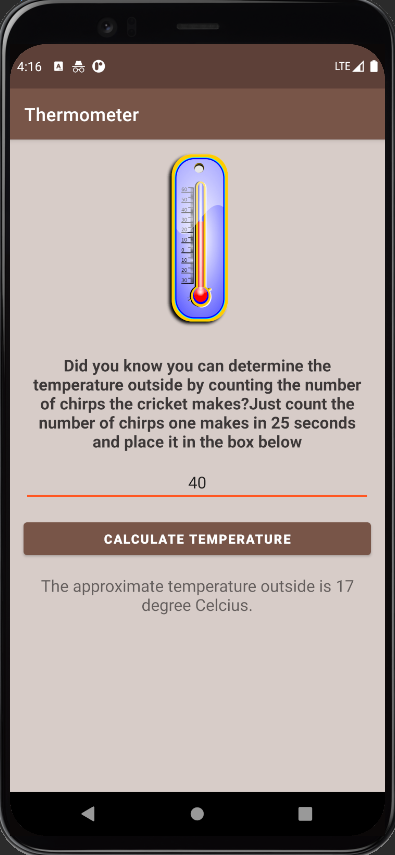 4:16
LTE
Thermometer
Did you know you can determine the
temperature outside by counting the number
of chirps the cricket makes?Just count the
number of chirps one makes in 25 seconds
and place it in the box below
40
CALCULATE TEMPERATURE
The approximate temperature outside is 17
degree Celcius.